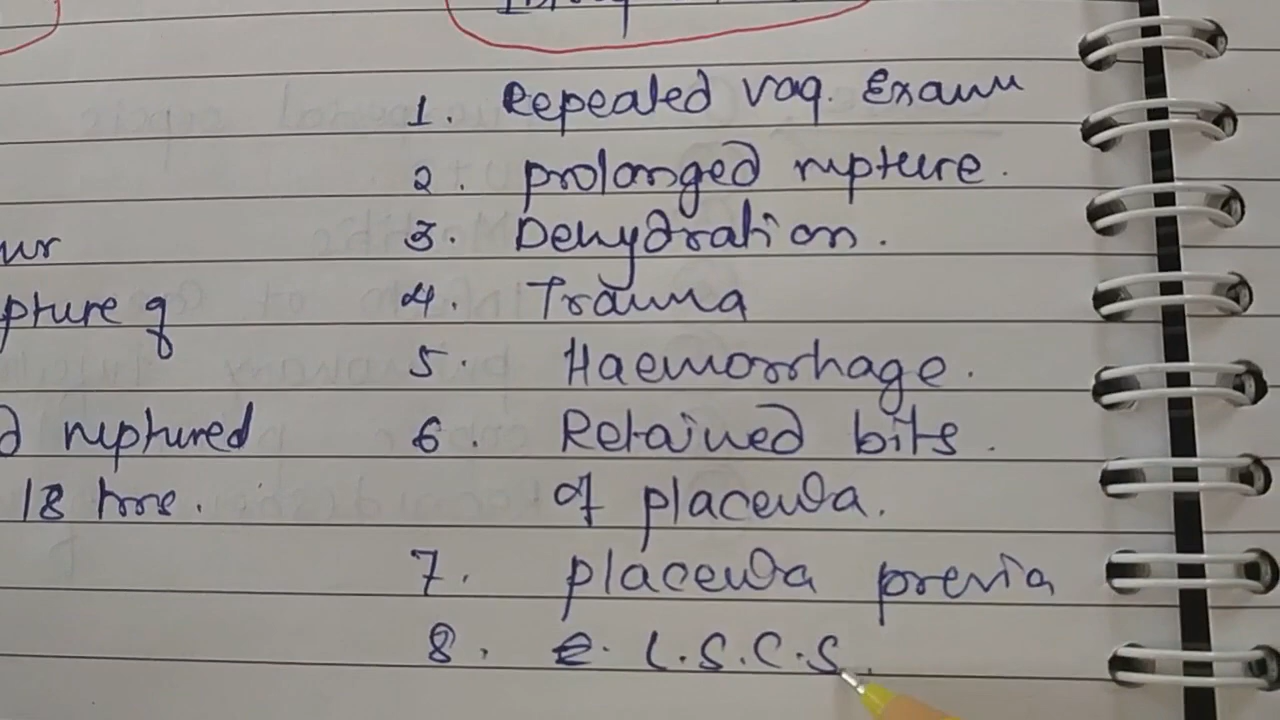 1. Repeated vag. Exam
2. prolonged rupture.
3. Dehydration.
pture of 4. Trauma
5. Haemorrhage.
ruptured 6. Retained bits.
18 hrs. of placenta.
7. placenta previa
8. L.S.C.S.